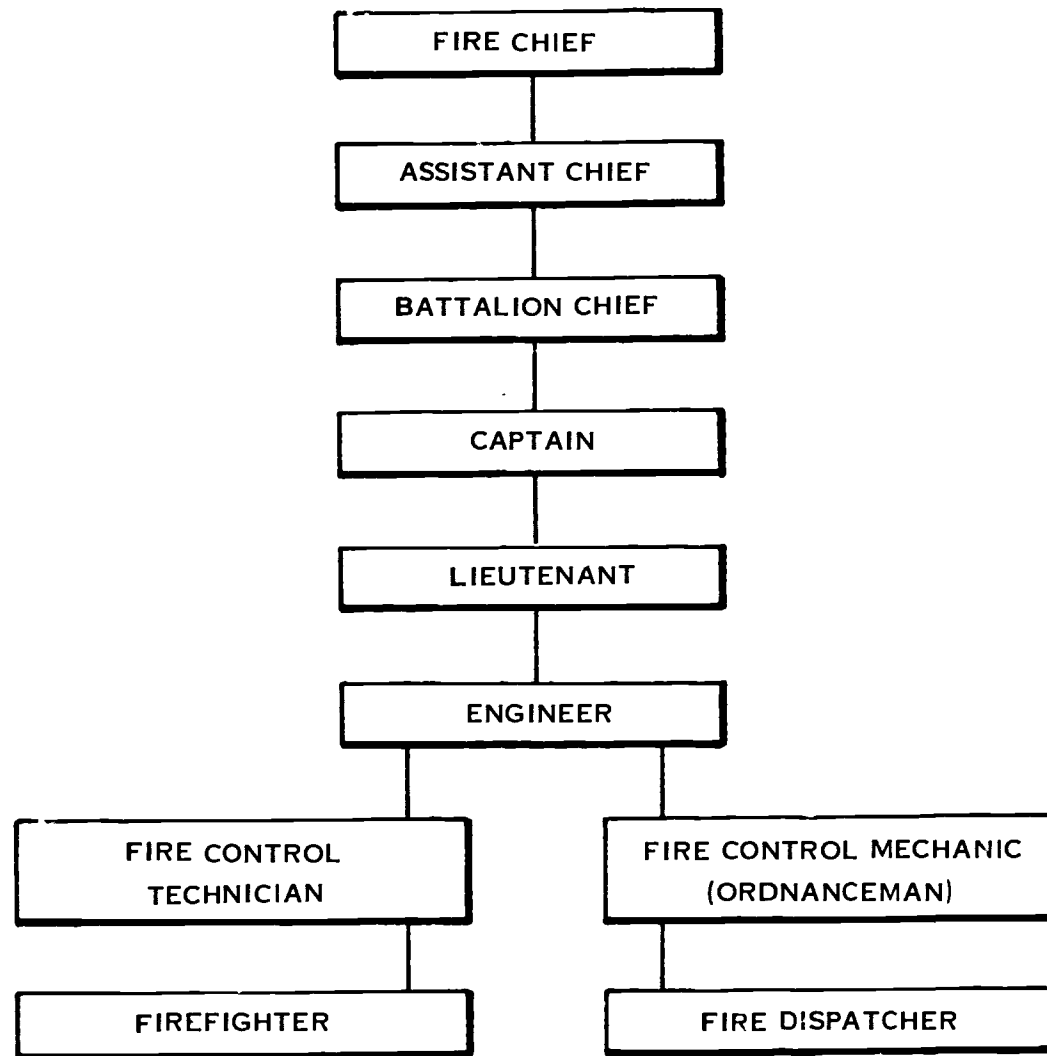 FIRE CHIEF
ASSISTANT CHIEF
BATTALION CHIEF
CAPTAIN
LIEUTENANT
ENGINEER
FIRE CONTROL
TECHNICIAN
FIRE CONTROL MECHANIC
(ORDNANCEMAN)
FIREFIGHTER
FIRE DISPATCHER